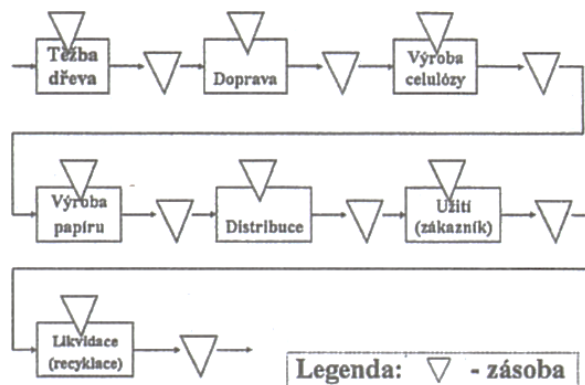 Těžba
dřeva
Doprava
Výroba
celulózy
Výroba
papíru
Distribuce
Užití
(zákazník)
Likvidace
(recyklace)
Legenda: - zásoba